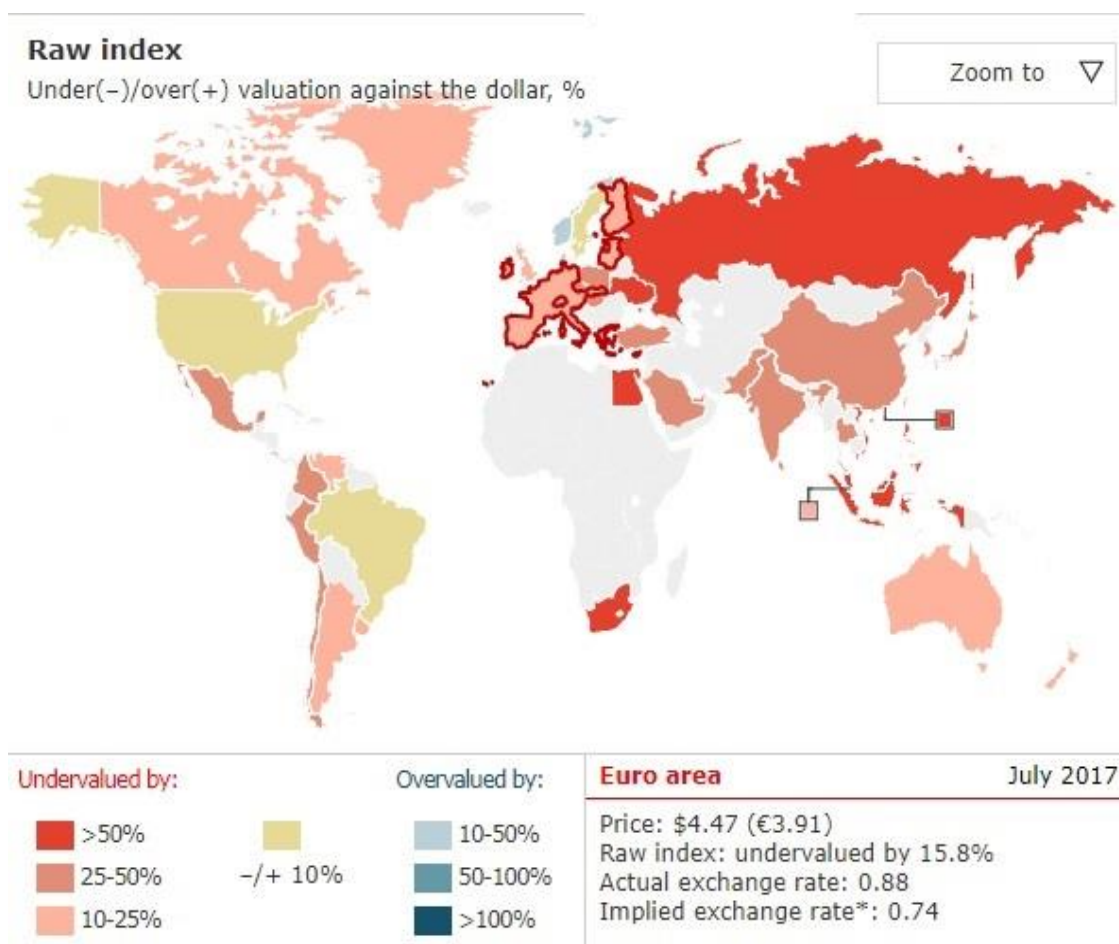 Raw index
Under(–)/over(+) valuation against the dollar, %
Zoom to
Undervalued by:
>50%
25-50%
10-25%
–/+ 10%
Overvalued by:
10-50%
50-100%
>100%
Euro area July 2017
Price: $4.47 (€3.91)
Raw index: undervalued by 15.8%
Actual exchange rate: 0.88
Implied exchange rate*: 0.74